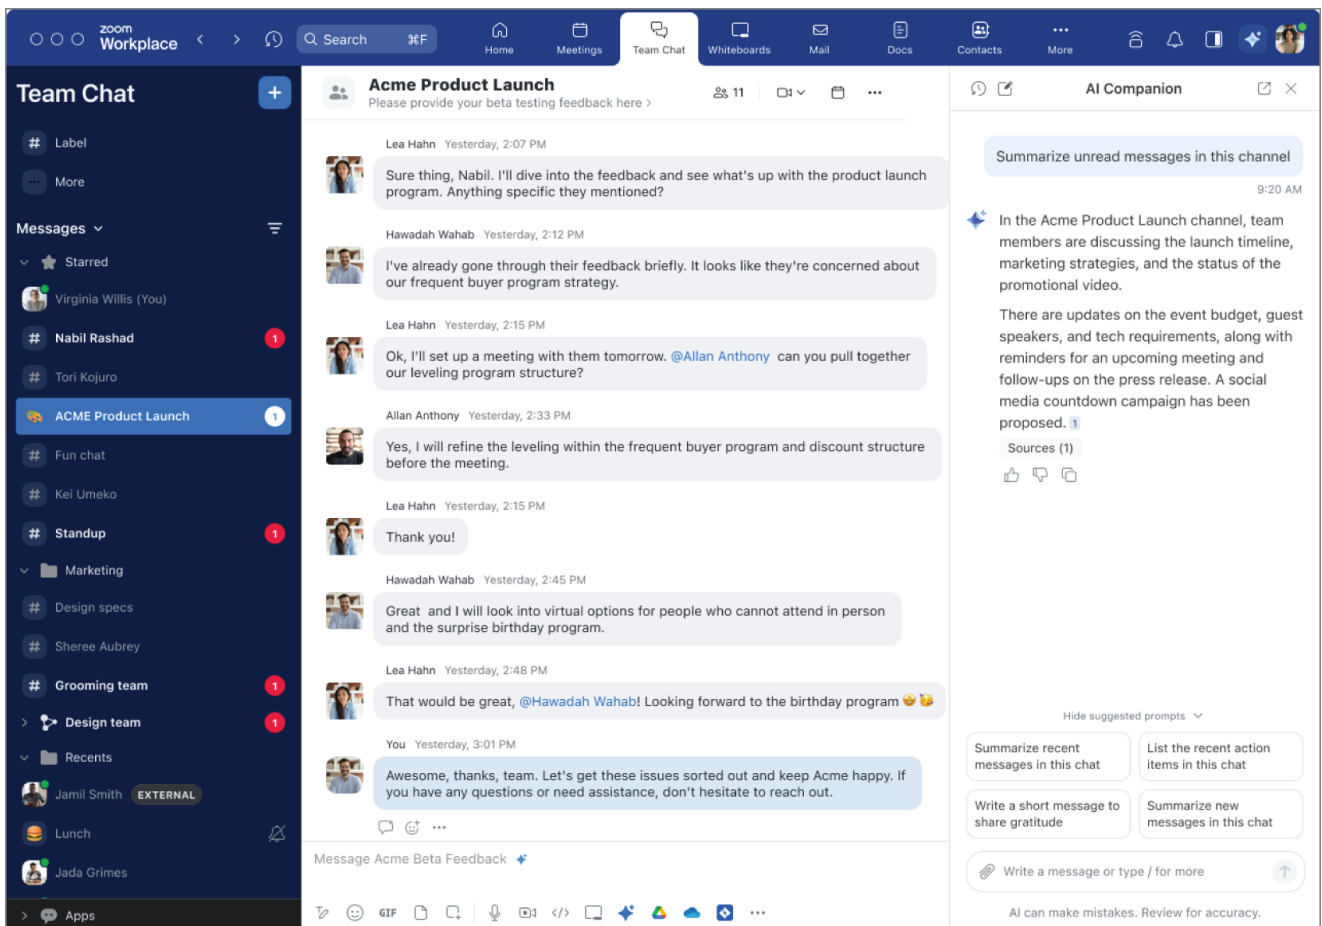 zoom
Workplace
Search
⌘F
Home
Meetings
Team Chat
Whiteboards
Mail
Docs
Contacts
More
Team Chat
Label
More
Messages
Starred
Virginia Willis (You)
Nabil Rashad
1
Tori Kojuro
ACME Product Launch
1
Fun chat
Kei Umeko
Standup
1
Marketing
Design specs
Sheree Aubrey
Grooming team
1
Design team
1
Recents
Jamil Smith EXTERNAL
Lunch
Jada Grimes
Apps
Acme Product Launch
Please provide your beta testing feedback here >
11
Lea Hahn Yesterday, 2:07 PM
Sure thing, Nabil. I'll dive into the feedback and see what's up with the product launch
program. Anything specific they mentioned?
Hawadah Wahab Yesterday, 2:12 PM
I've already gone through their feedback briefly. It looks like they're concerned about
our frequent buyer program strategy.
Lea Hahn Yesterday, 2:15 PM
Ok, I'll set up a meeting with them tomorrow. @Allan Anthony can you pull together
our leveling program structure?
Allan Anthony Yesterday, 2:33 PM
Yes, I will refine the leveling within the frequent buyer program and discount structure
before the meeting.
Lea Hahn Yesterday, 2:15 PM
Thank you!
Hawadah Wahab Yesterday, 2:45 PM
Great and I will look into virtual options for people who cannot attend in person
and the surprise birthday program.
Lea Hahn Yesterday, 2:48 PM
That would be great, @Hawadah Wahab! Looking forward to the birthday program 🤩 🥳
You Yesterday, 3:01 PM
Awesome, thanks, team. Let's get these issues sorted out and keep Acme happy. If
you have any questions or need assistance, don't hesitate to reach out.
Message Acme Beta Feedback
GIF
AI Companion
Summarize unread messages in this channel
9:20 AM
In the Acme Product Launch channel, team
members are discussing the launch timeline,
marketing strategies, and the status of the
promotional video.
There are updates on the event budget, guest
speakers, and tech requirements, along with
reminders for an upcoming meeting and
follow-ups on the press release. A social
media countdown campaign has been
proposed. 1
Sources (1)
Hide suggested prompts
Summarize recent
messages in this chat
List the recent action
items in this chat
Write a short message to
share gratitude
Summarize new
messages in this chat
Write a message or type / for more
AI can make mistakes. Review for accuracy.